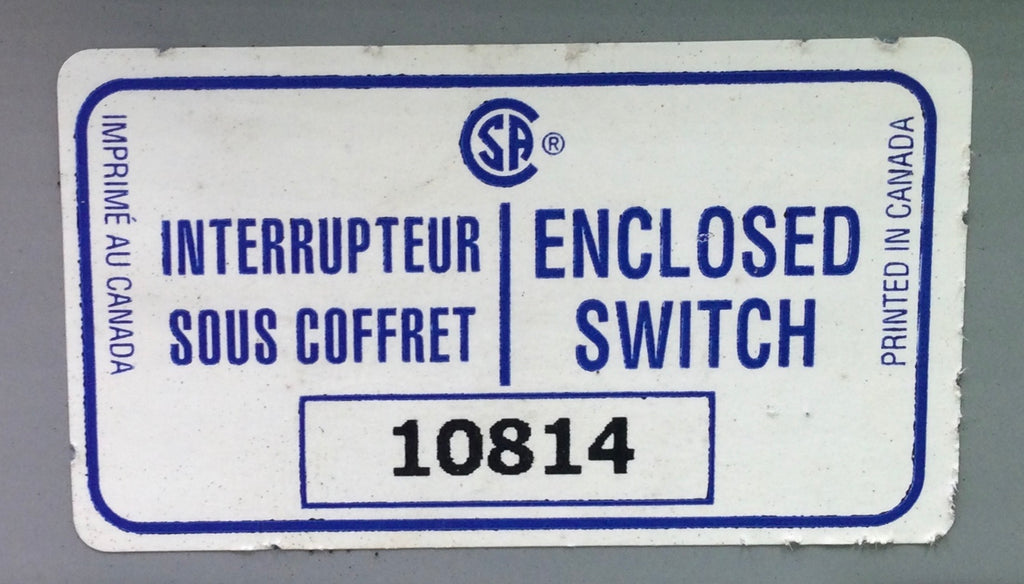 CSA ®
IMPRIMÉ AU CANADA
INTERRUPTEUR
SOUS COFFRET
ENCLOSED
SWITCH
PRINTED IN CANADA
10814